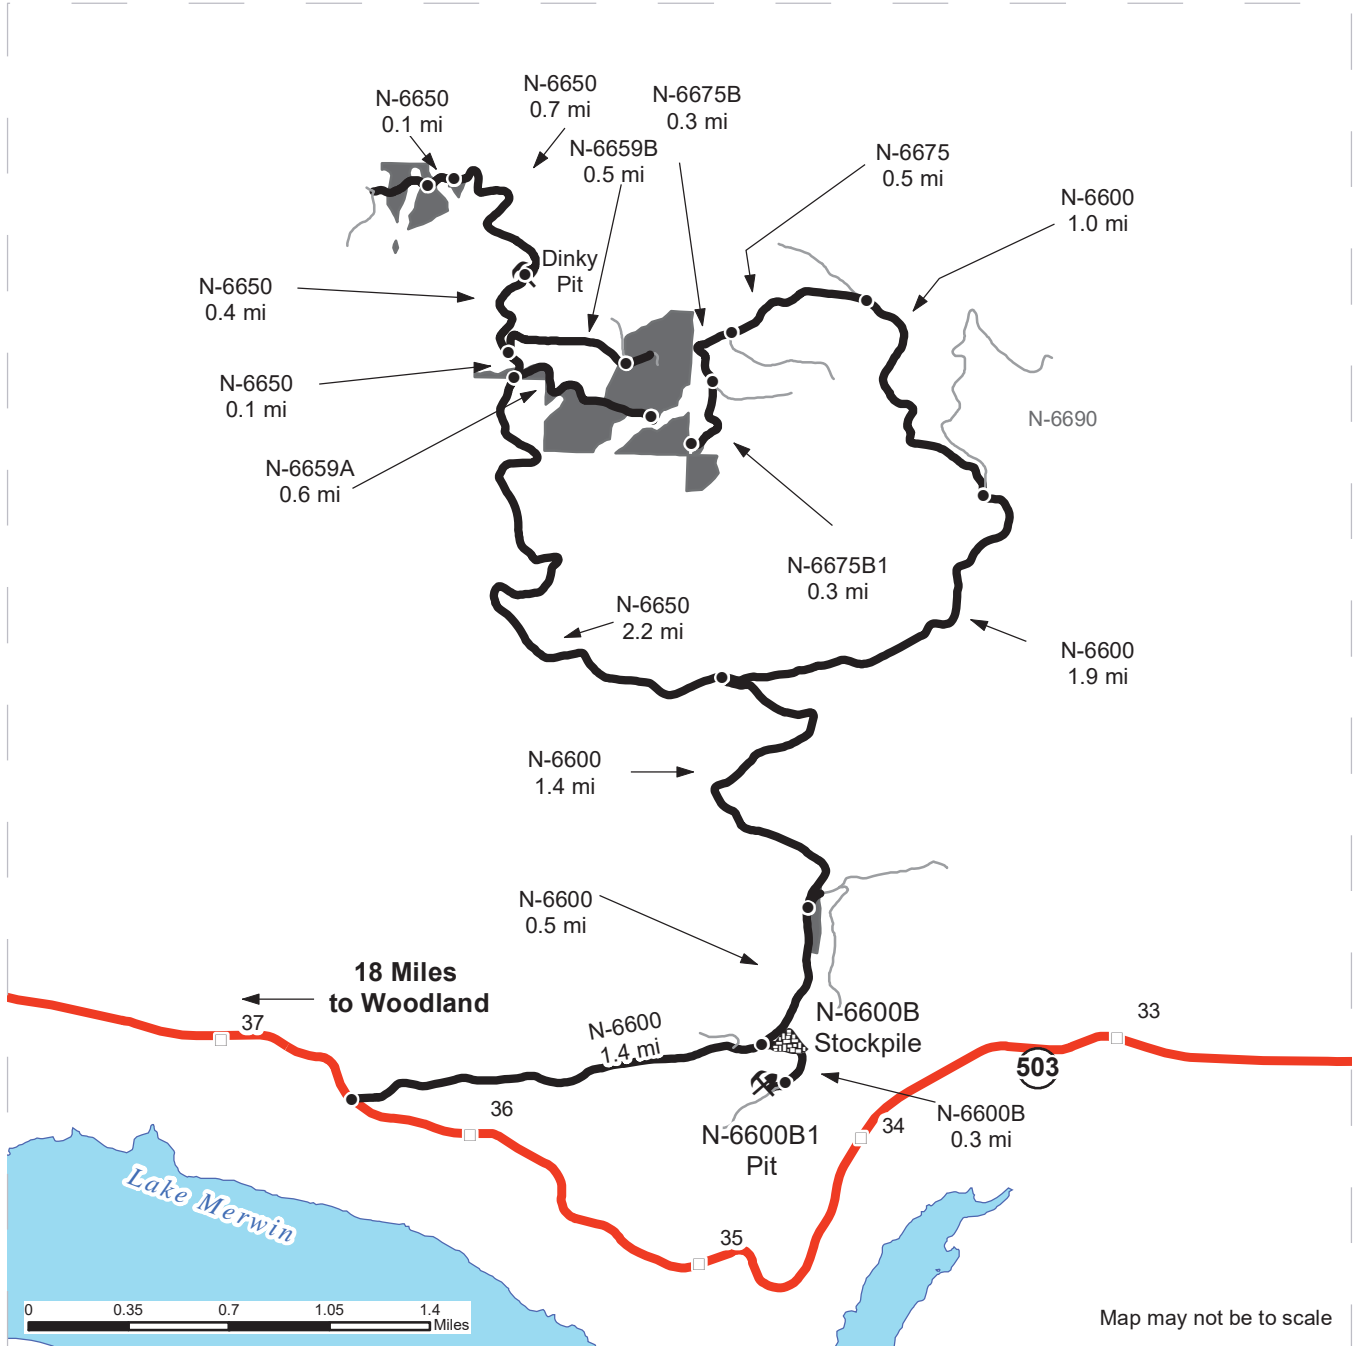 N-6650
0.1 mi
N-6650
0.7 mi
N-6675B
0.3 mi
N-6659B
0.5 mi
N-6675
0.5 mi
N-6600
1.0 mi
Dinky
Pit
N-6650
0.4 mi
N-6650
0.1 mi
N-6690
N-6659A
0.6 mi
N-6675B1
0.3 mi
N-6650
2.2 mi
N-6600
1.9 mi
N-6600
1.4 mi
N-6600
0.5 mi
18 Miles
to Woodland
37
N-6600
1.4 mi
N-6600B
Stockpile
33
503
36
N-6600B
0.3 mi
34
N-6600B1
Pit
Lake Merwin
35
0 0.35 0.7 1.05 1.4
Miles
Map may not be to scale